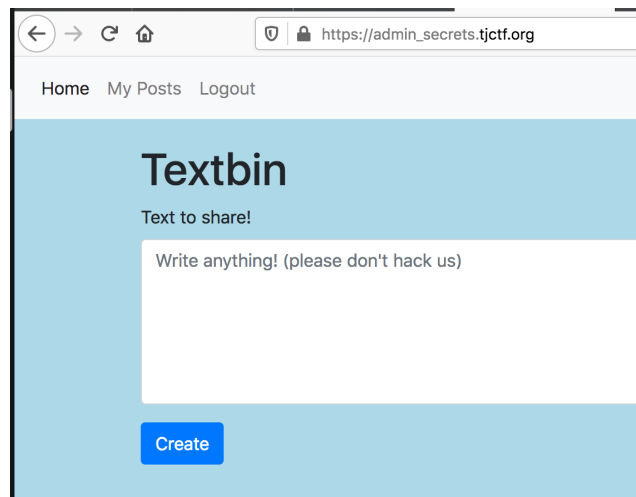 https://admin_secrets.tjctf.org
Home My Posts Logout
Textbin
Text to share!
Write anything! (please don't hack us)
Create